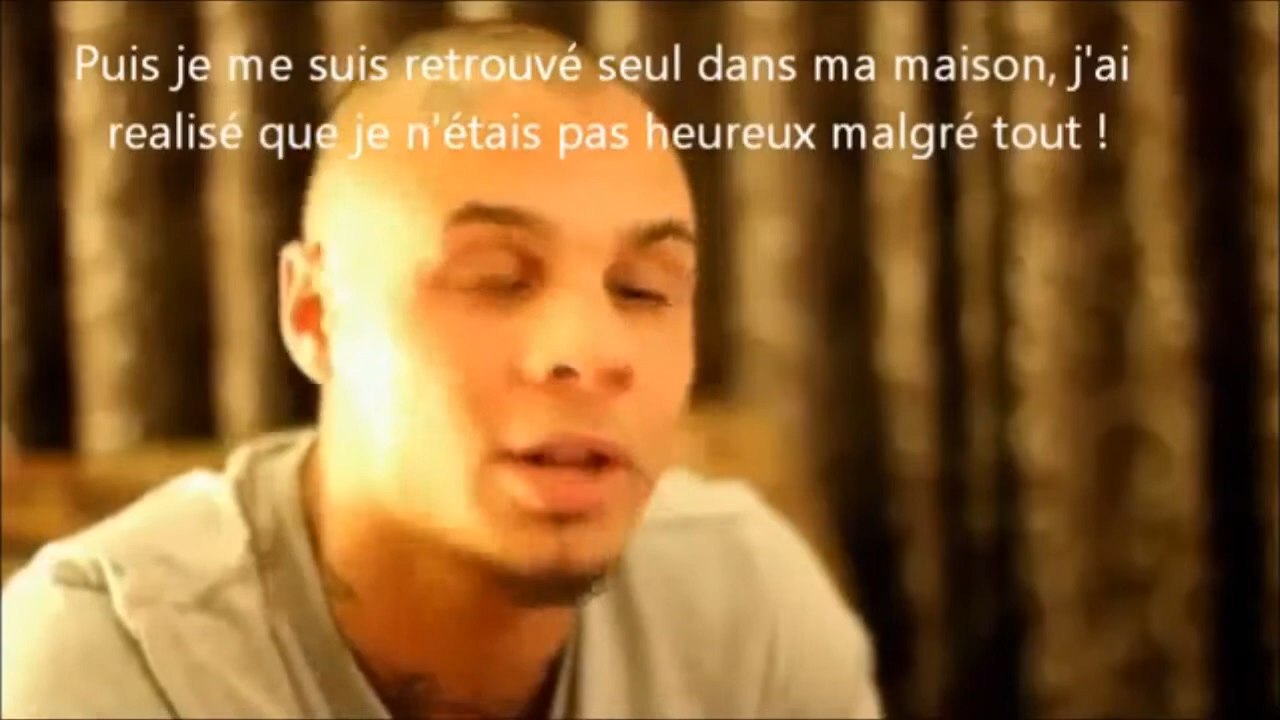 Puis je me suis retrouvé seul dans ma maison, j'ai
realisé que je n'étais pas heureux malgré tout !